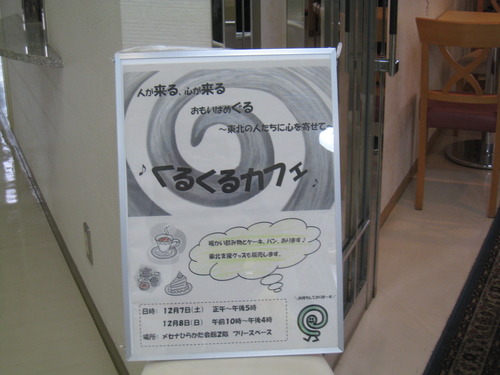 人が来る、心が来る
おもいはめぐる
～東北の人たちに心を寄せて～
♪くるくるカフェ♪
暖かい飲み物とケーキ、パン、あります♪
東北支援グッズも販売します。
日時： 12月7日（土） 正午～午後5時
12月8日（日） 午前10時～午後4時
場所： メセナひらかた会館2階 フリースペース